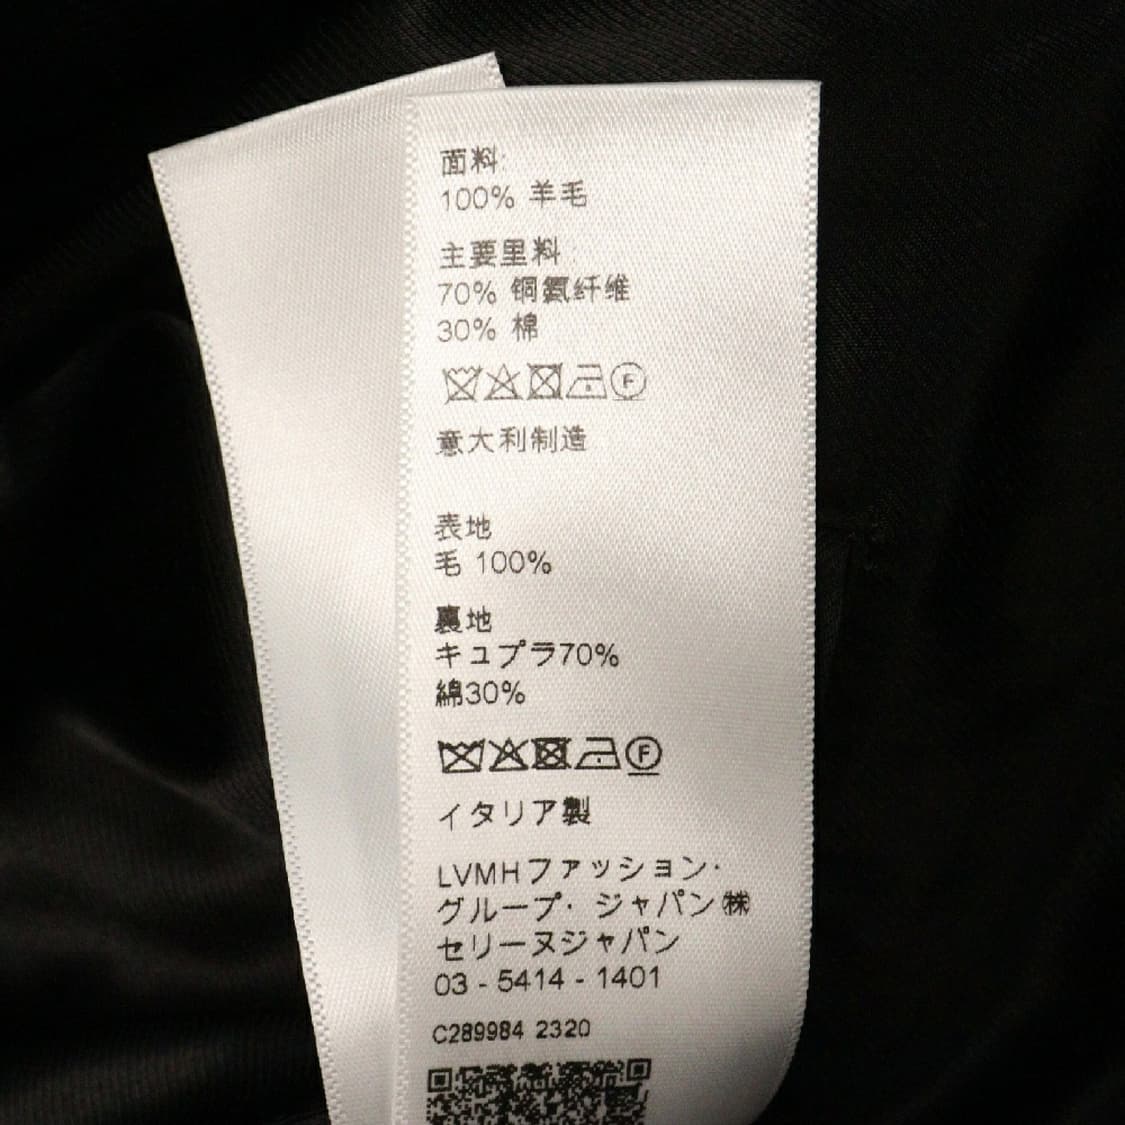 面料:
100% 羊毛
主要里料:
70% 铜氨纤维
30% 棉
F
意大利制造
表地
毛 100%
裏地
キュプラ70%
綿30%
F
イタリア製
LVMHファッション・
グループ・ジャパン㈱
セリーヌジャパン
03 - 5414 - 1401
C289984 2320